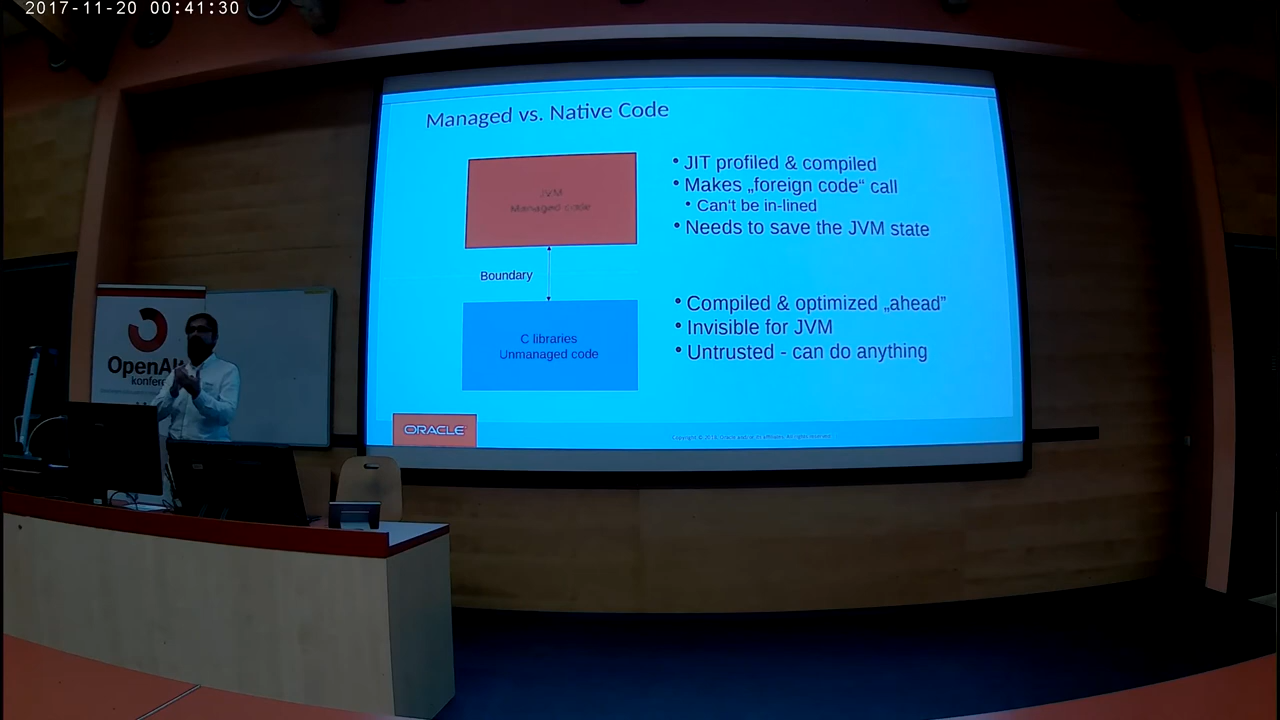 2017-11-20 00:41:30
Managed vs. Native Code
JVM
Managed code
• JIT profiled & compiled
• Makes „foreign code“ call
• Can't be in-lined
• Needs to save the JVM state
Boundary
C libraries
Unmanaged code
• Compiled & optimized „ahead”
• Invisible for JVM
• Untrusted - can do anything
ORACLE
OpenAlt
konfer